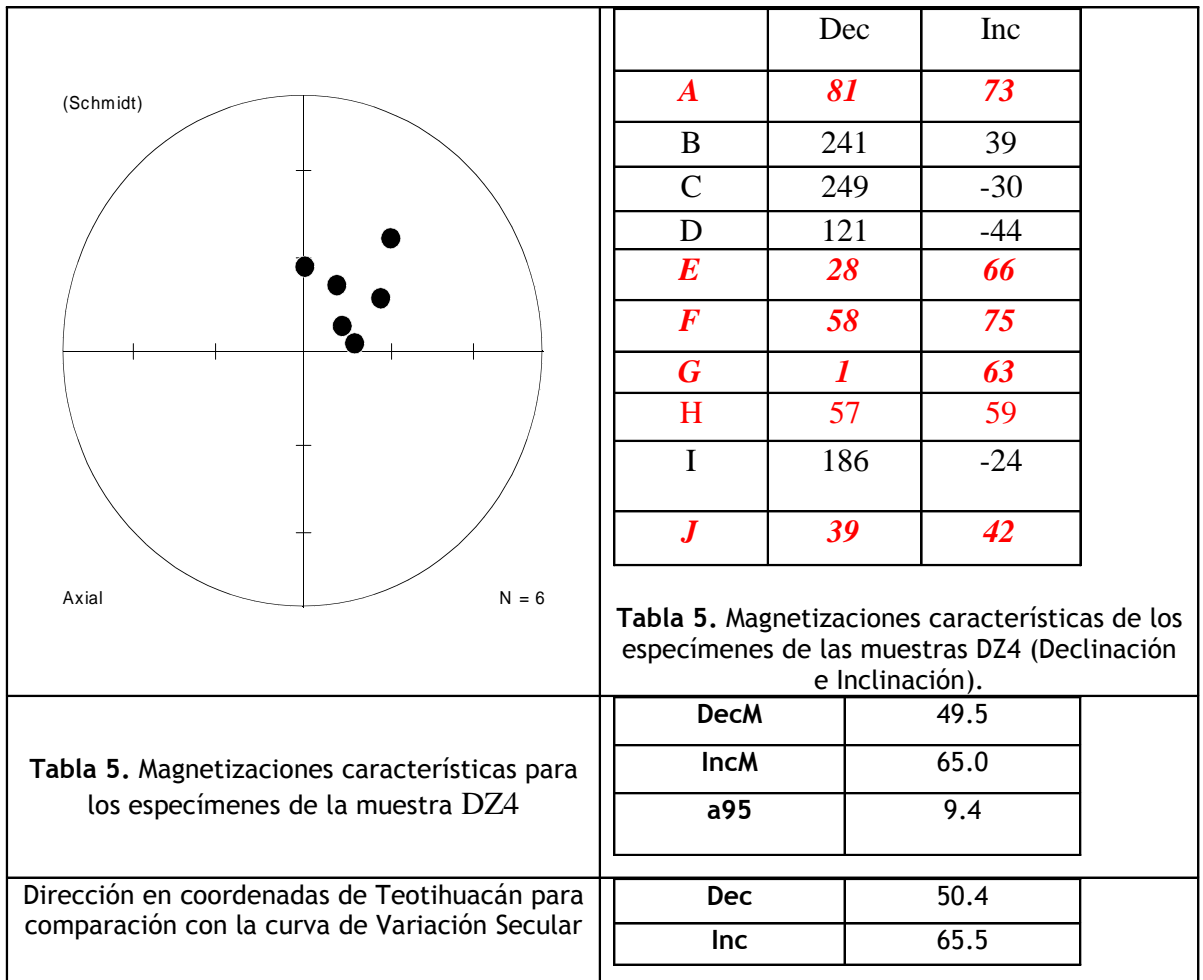 (Schmidt)
Axial
N = 6
Dec Inc
A 81 73
B 241 39
C 249 -30
D 121 -44
E 28 66
F 58 75
G 1 63
H 57 59
I 186 -24
J 39 42
Tabla 5. Magnetizaciones características de los
especímenes de las muestras DZ4 (Declinación
e Inclinación).
Tabla 5. Magnetizaciones características para
los especímenes de la muestra DZ4
DecM 49.5
IncM 65.0
a95 9.4
Dirección en coordenadas de Teotihuacán para
comparación con la curva de Variación Secular
Dec 50.4
Inc 65.5